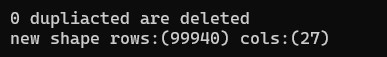 0 dupliacted are deleted
new shape rows:(99940) cols:(27)